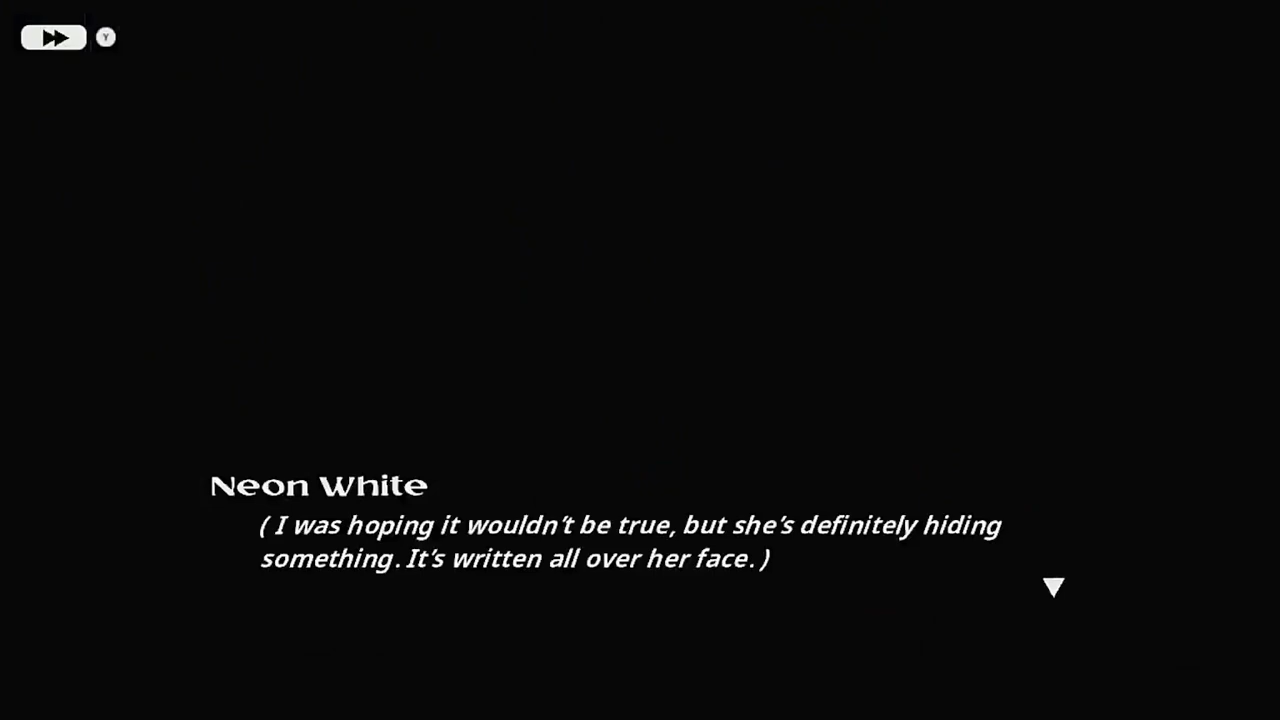 Y
Neon White
( I was hoping it wouldn't be true, but she's definitely hiding
something. It's written all over her face. )